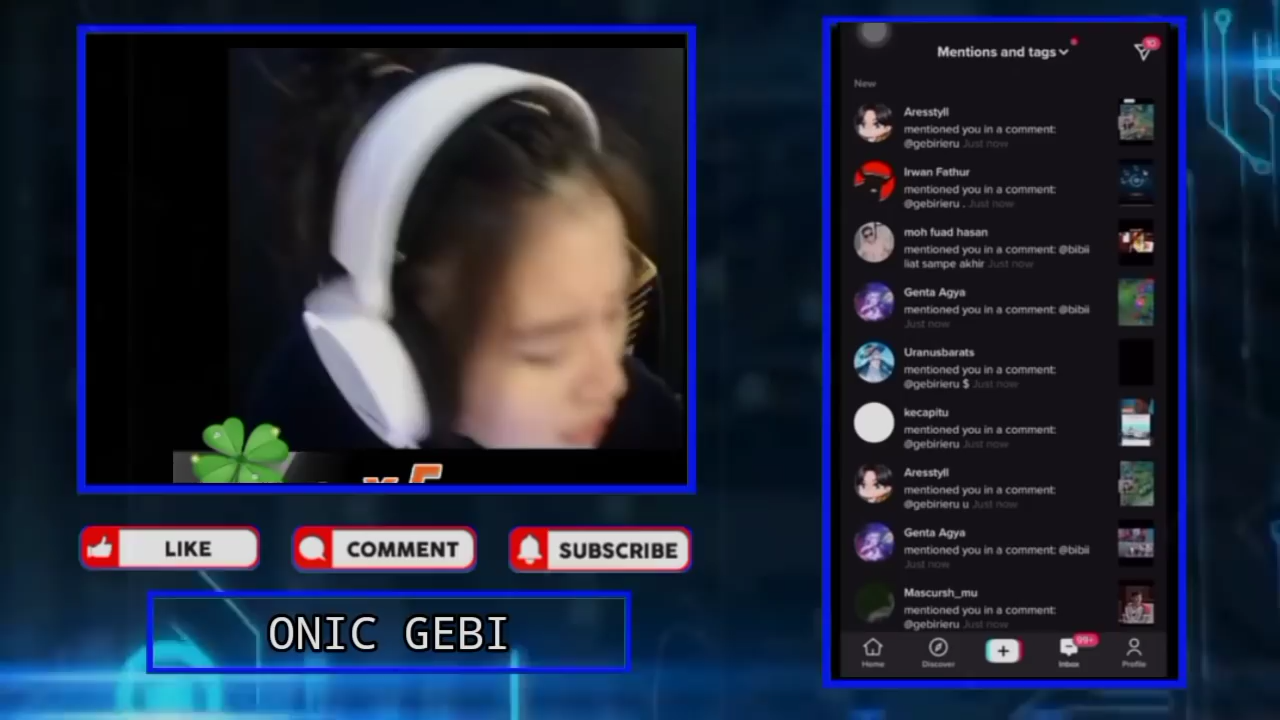 LIKE
COMMENT
SUBSCRIBE
ONIC GEBI
Mentions and tags
10
New
Aresstyll
mentioned you in a comment:
@gebirieru Just now
Irwan Fathur
mentioned you in a comment:
@gebirieru . Just now
moh fuad hasan
mentioned you in a comment: @bibii
liat sampe akhir Just now
Genta Agya
mentioned you in a comment: @bibii
Just now
Uranusbarats
mentioned you in a comment:
@gebirieru $ Just now
kecapitu
mentioned you in a comment:
@gebirieru Just now
Aresstyll
mentioned you in a comment:
@gebirieru u Just now
Genta Agya
mentioned you in a comment: @bibii
Just now
Mascursh_mu
mentioned you in a comment:
@gebirieru Just now
99+
Home
Discover
Inbox
Profile